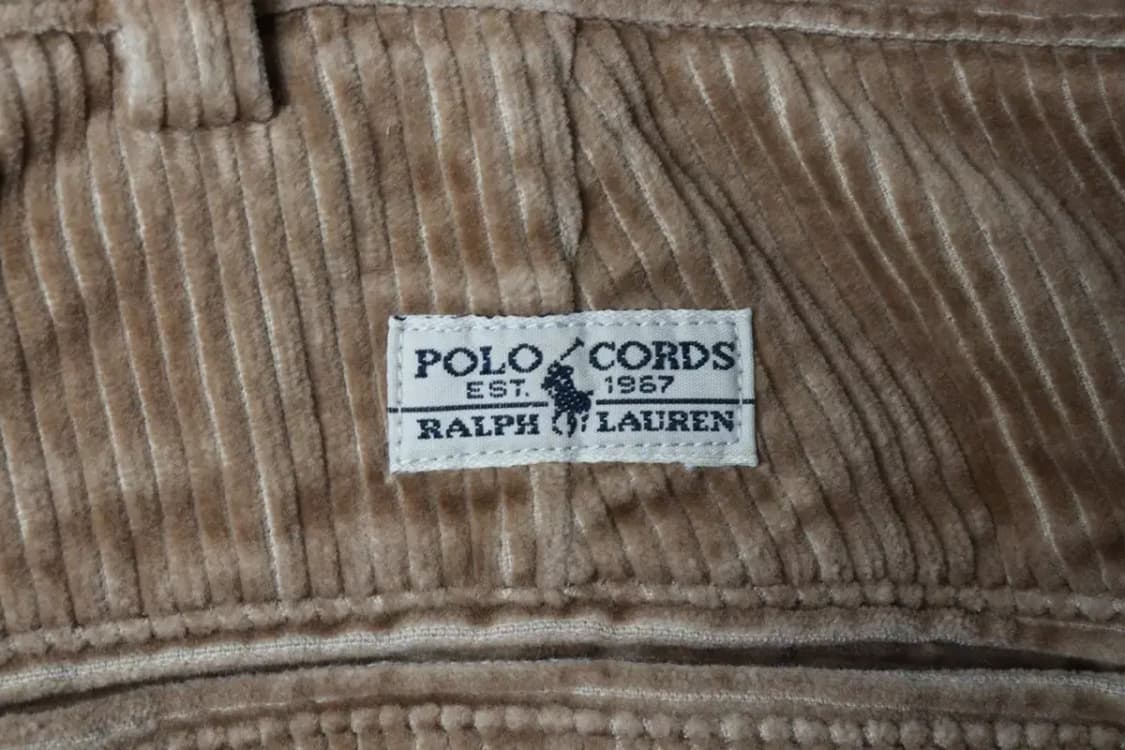 POLO CORDS
EST. 1967
RALPH LAUREN